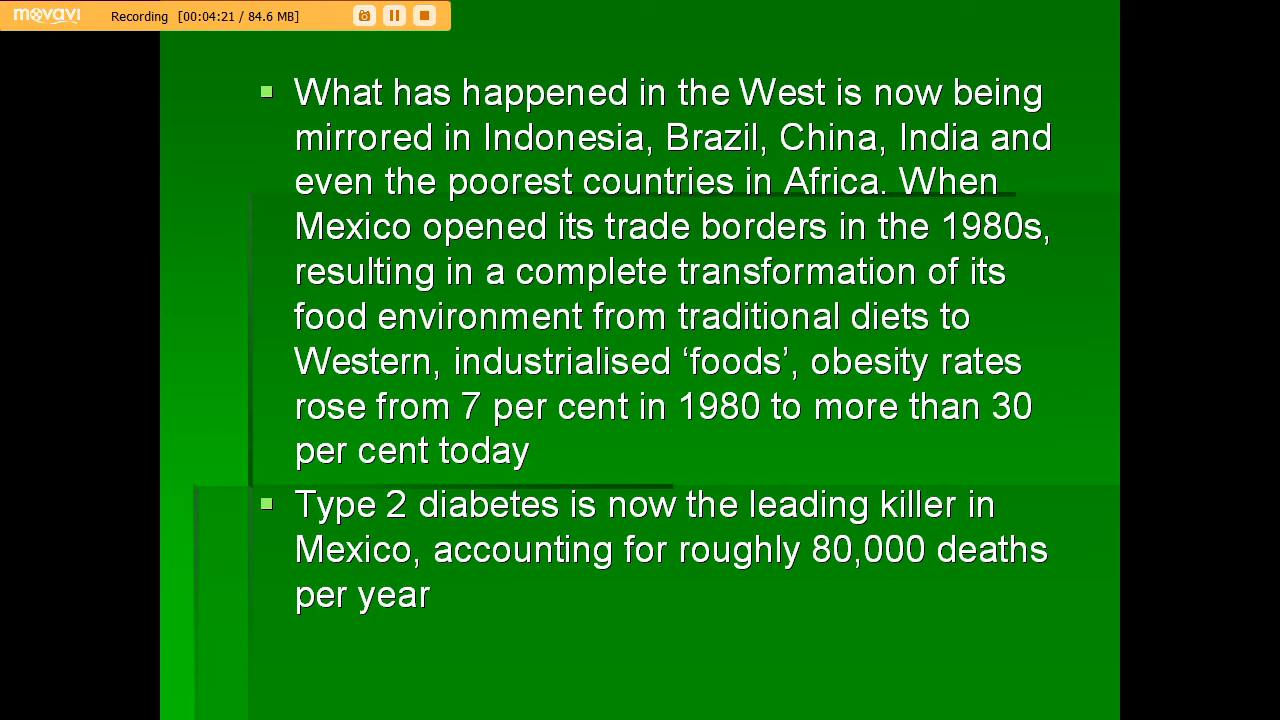 movavi Recording [00:04:21 / 84.6 MB]
What has happened in the West is now being
mirrored in Indonesia, Brazil, China, India and
even the poorest countries in Africa. When
Mexico opened its trade borders in the 1980s,
resulting in a complete transformation of its
food environment from traditional diets to
Western, industrialised ‘foods’, obesity rates
rose from 7 per cent in 1980 to more than 30
per cent today
Type 2 diabetes is now the leading killer in
Mexico, accounting for roughly 80,000 deaths
per year